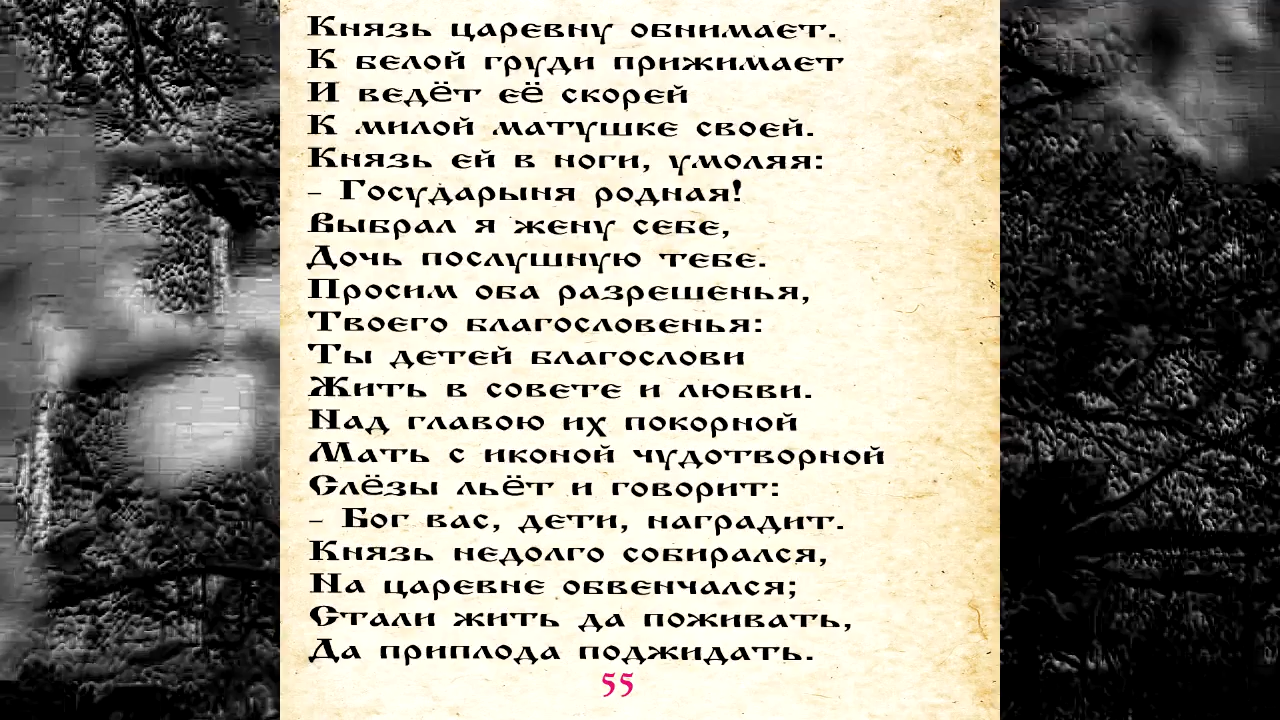 Князь царевну обнимает.
К белой груди прижимает
И ведёт её скорей
К милой матушке своей.
Князь ей в ноги, умоляя:
– Государыня родная!
Выбрал я жену себе,
Дочь послушную тебе.
Просим оба разрешенья,
Твоего благословенья:
Ты детей благослови
Жить в совете и любви.
Над главою их покорной
Мать с иконой чудотворной
Слёзы льёт и говорит:
– Бог вас, дети, наградит.
Князь недолго собирался,
На царевне обвенчался;
Стали жить да поживать,
Да приплода поджидать.
55